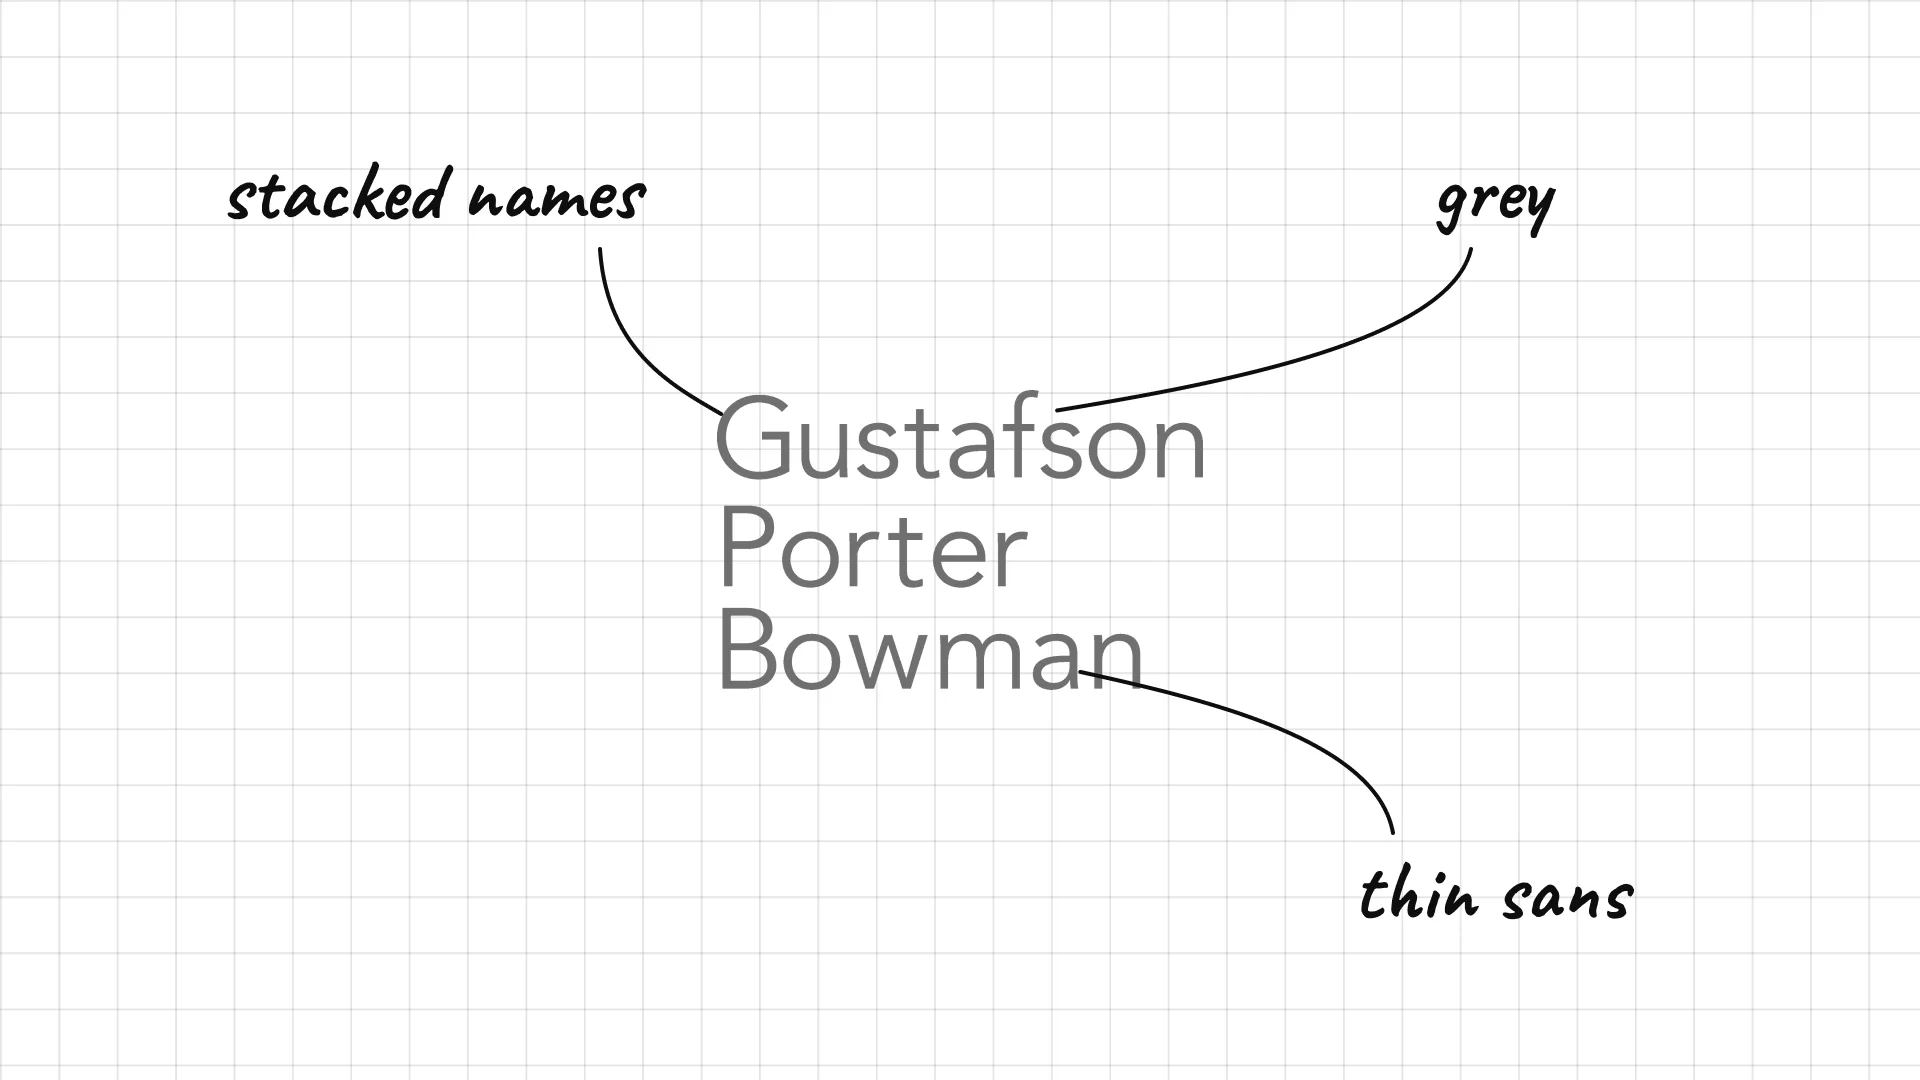 stacked names
grey
Gustafson
Porter
Bowman
thin sans